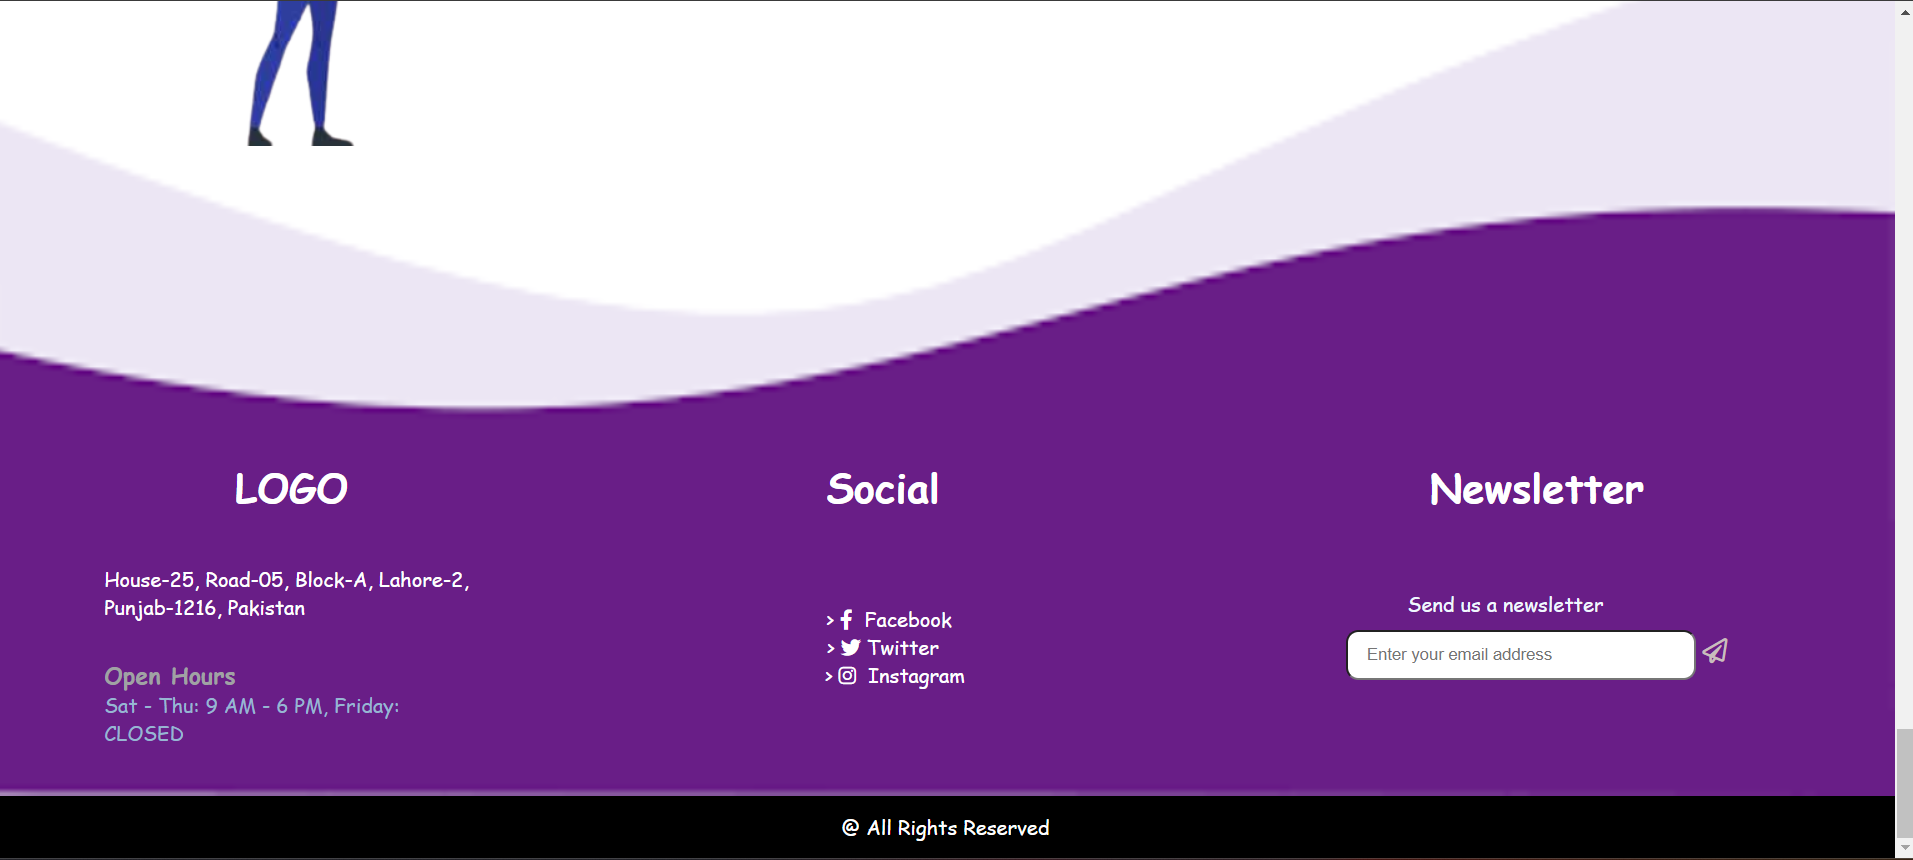 LOGO
House-25, Road-05, Block-A, Lahore-2,
Punjab-1216, Pakistan
Open Hours
Sat - Thu: 9 AM - 6 PM, Friday:
CLOSED
Social
> Facebook
> Twitter
> Instagram
Newsletter
Send us a newsletter
Enter your email address
@ All Rights Reserved